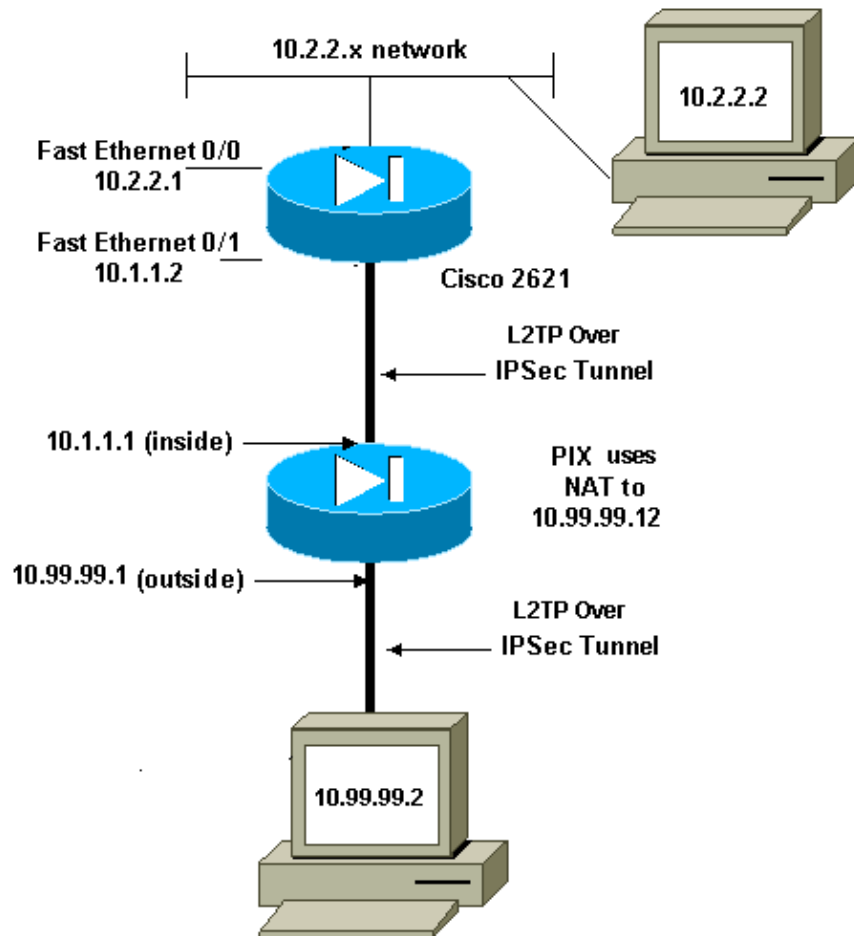 10.2.2.x network
10.2.2.2
Fast Ethernet 0/0
10.2.2.1
Fast Ethernet 0/1
10.1.1.2
Cisco 2621
L2TP Over
IPSec Tunnel
10.1.1.1 (inside)
PIX uses
NAT to
10.99.99.12
10.99.99.1 (outside)
L2TP Over
IPSec Tunnel
10.99.99.2